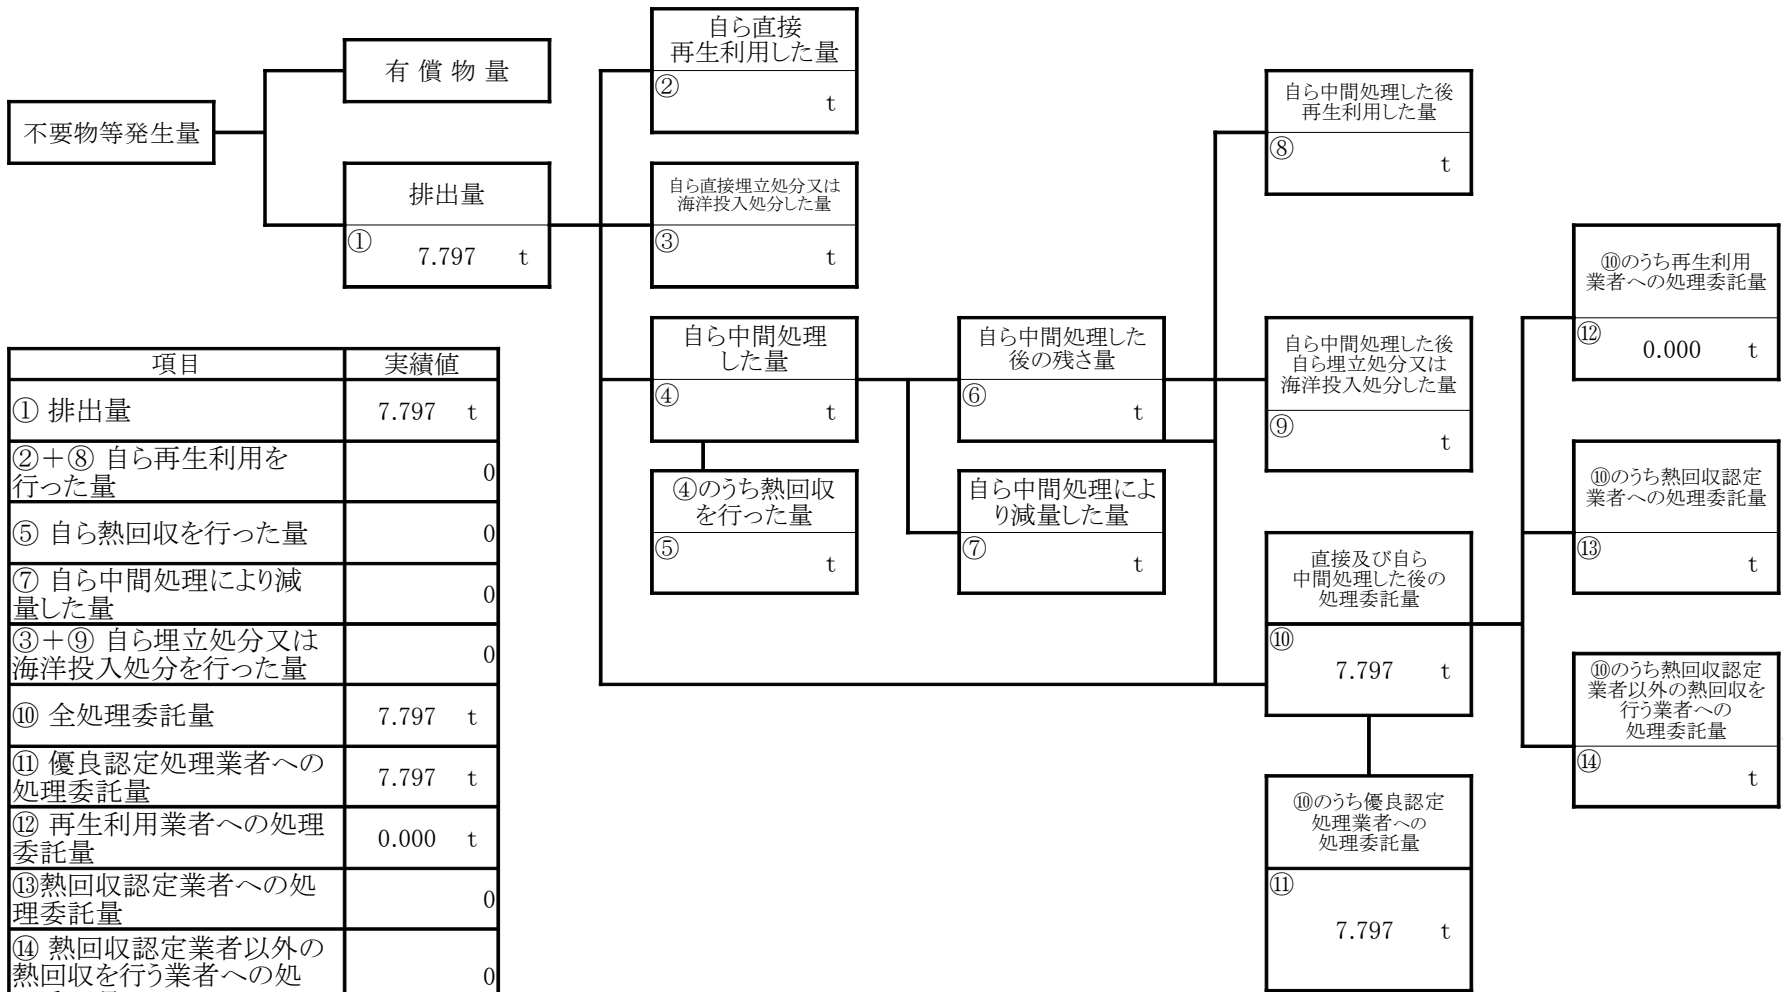 自ら直接
再生利用した量
②
t
有 償 物 量
不要物等発生量
自ら中間処理した後
再生利用した量
⑧
t
排出量
①
7.797 t
自ら直接埋立処分又は
海洋投入処分した量
③
t
⑩のうち再生利用
業者への処理委託量
⑫
0.000 t
自ら中間処理
した量
④
t
自ら中間処理した
後の残さ量
⑥
t
自ら中間処理した後
自ら埋立処分又は
海洋投入処分した量
⑨
t
④のうち熱回収
を行った量
⑤
t
自ら中間処理によ
り減量した量
⑦
t
⑩のうち熱回収認定
業者への処理委託量
⑬
t
直接及び自ら
中間処理した後の
処理委託量
⑩
7.797 t
⑩のうち熱回収認定
業者以外の熱回収を
行う業者への
処理委託量
⑭
t
⑩のうち優良認定
処理業者への
処理委託量
⑪
7.797 t
項目 実績値
① 排出量 7.797 t
②＋⑧ 自ら再生利用を
行った量 0
⑤ 自ら熱回収を行った量 0
⑦ 自ら中間処理により減
量した量 0
③＋⑨ 自ら埋立処分又は
海洋投入処分を行った量 0
⑩ 全処理委託量 7.797 t
⑪ 優良認定処理業者への
処理委託量 7.797 t
⑫ 再生利用業者への処理
委託量 0.000 t
⑬熱回収認定業者への処
理委託量 0
⑭ 熱回収認定業者以外の
熱回収を行う業者への処 0